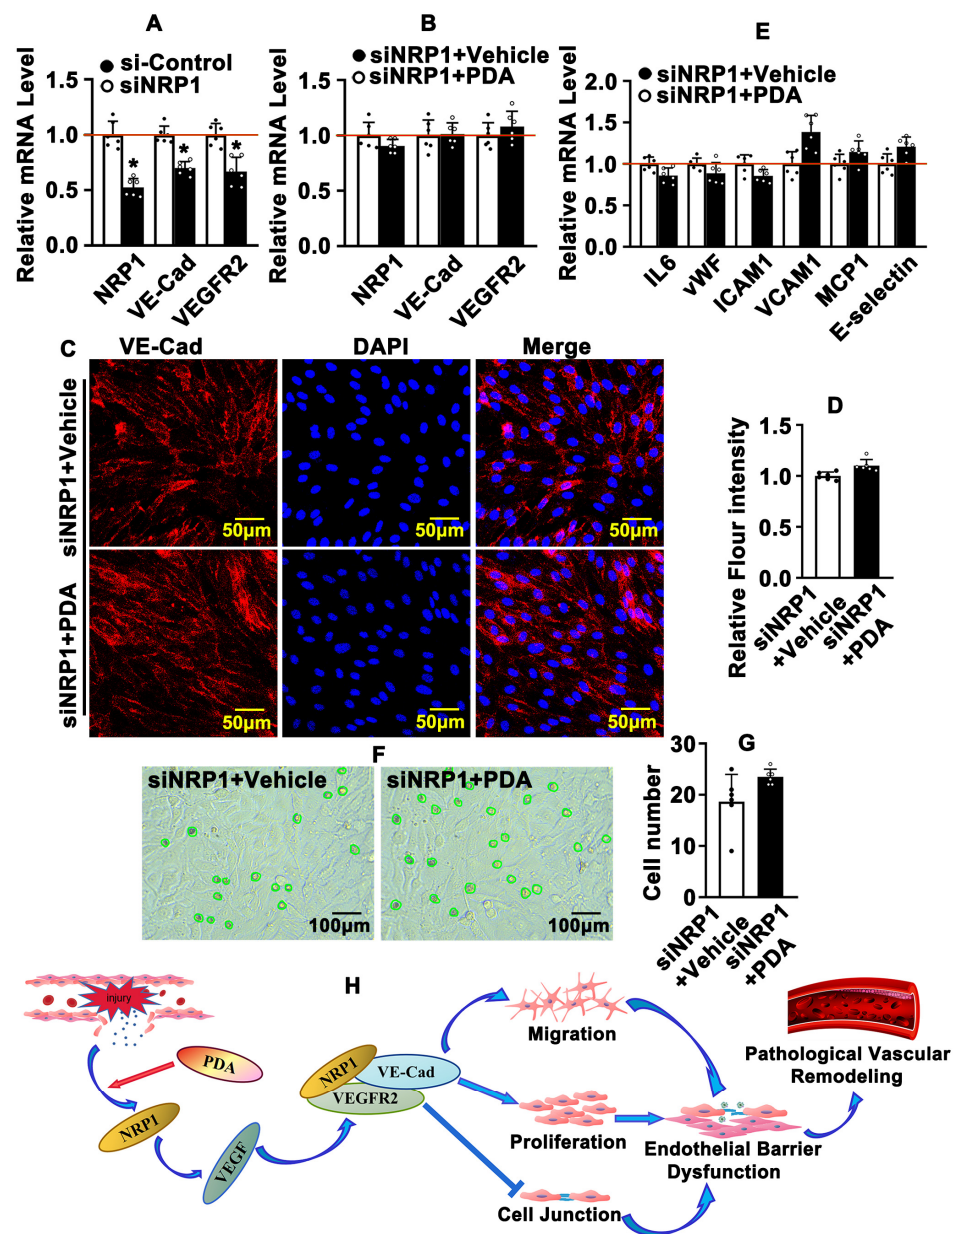 A
si-Control
siNRP1
Relative mRNA Level
1.5
1.0
0.5
0.0
*
*
*
NRP1
VE-Cad
VEGFR2
B
siNRP1+Vehicle
siNRP1+PDA
Relative mRNA Level
1.5
1.0
0.5
0.0
NRP1
VE-Cad
VEGFR2
E
siNRP1+Vehicle
siNRP1+PDA
Relative mRNA Level
2.0
1.5
1.0
0.5
0.0
IL6
vWF
ICAM1
VCAM1
MCP1
E-selectin
C
VE-Cad
DAPI
Merge
siNRP1+Vehicle
50μm
50μm
50μm
siNRP1+PDA
50μm
50μm
50μm
D
Relative Flour intensity
1.5
1.0
0.5
0.0
siNRP1
+Vehicle
siNRP1
+PDA
F
siNRP1+Vehicle
100μm
siNRP1+PDA
100μm
G
Cell number
30
20
10
0
siNRP1
+Vehicle
siNRP1
+PDA
H
injury
PDA
NRP1
VEGF
NRP1
VE-Cad
VEGFR2
Migration
Proliferation
Cell Junction
Endothelial Barrier
Dysfunction
Pathological Vascular
Remodeling